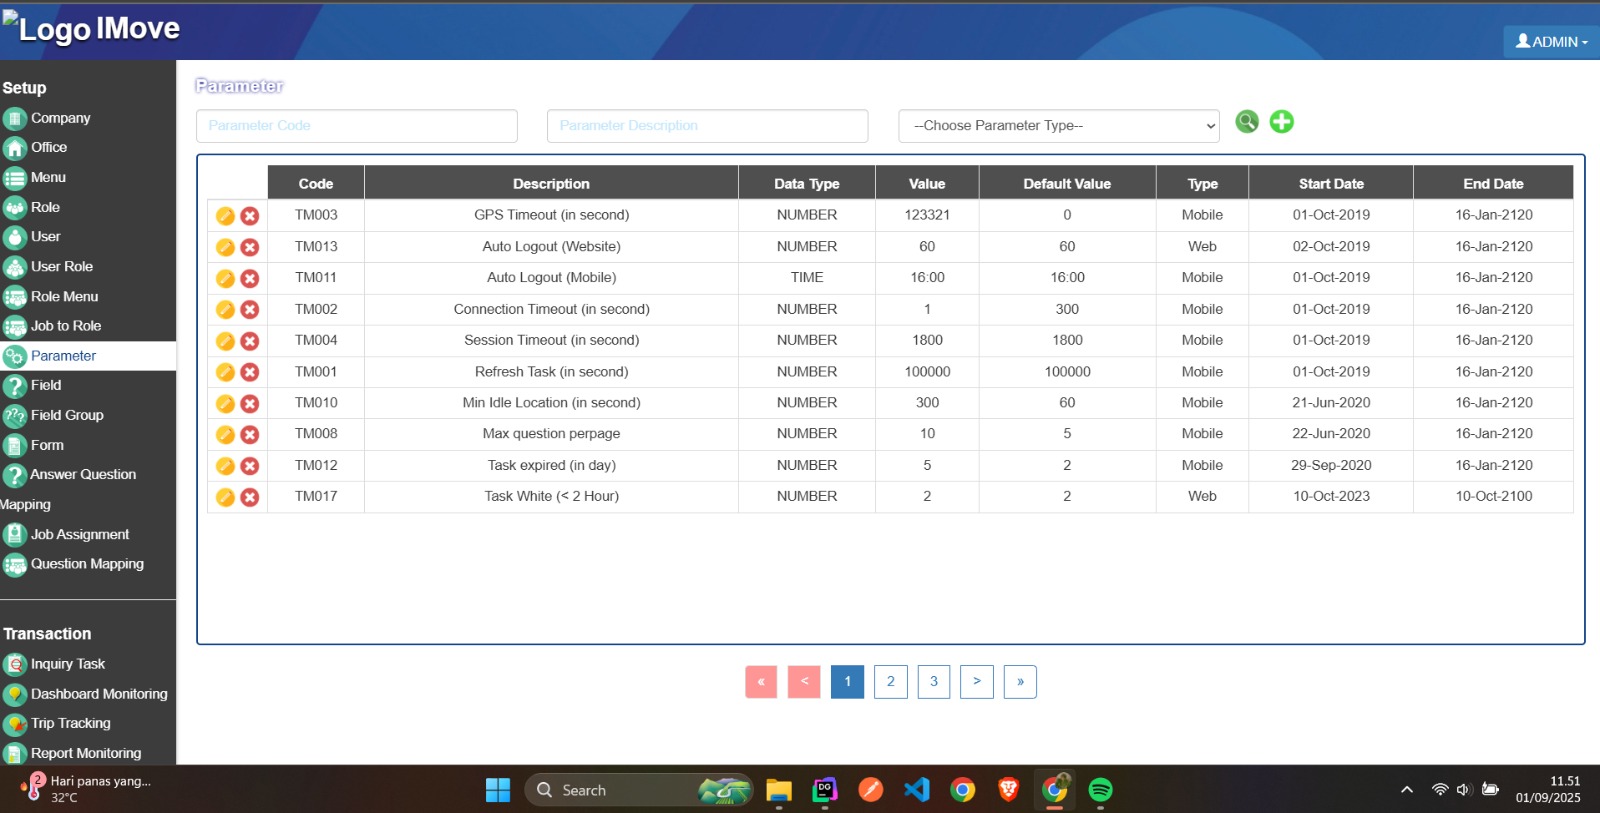 Logo IMove
ADMIN
Setup
Company
Office
Menu
Role
User
User Role
Role Menu
Job to Role
Parameter
Field
Field Group
Form
Answer Question
Mapping
Job Assignment
Question Mapping
Transaction
Inquiry Task
Dashboard Monitoring
Trip Tracking
Report Monitoring
Parameter
Parameter Code Parameter Description --Choose Parameter Type--
Code Description Data Type Value Default Value Type Start Date End Date
TM003 GPS Timeout (in second) NUMBER 123321 0 Mobile 01-Oct-2019 16-Jan-2120
TM013 Auto Logout (Website) NUMBER 60 60 Web 02-Oct-2019 16-Jan-2120
TM011 Auto Logout (Mobile) TIME 16:00 16:00 Mobile 01-Oct-2019 16-Jan-2120
TM002 Connection Timeout (in second) NUMBER 1 300 Mobile 01-Oct-2019 16-Jan-2120
TM004 Session Timeout (in second) NUMBER 1800 1800 Mobile 01-Oct-2019 16-Jan-2120
TM001 Refresh Task (in second) NUMBER 100000 100000 Mobile 01-Oct-2019 16-Jan-2120
TM010 Min Idle Location (in second) NUMBER 300 60 Mobile 21-Jun-2020 16-Jan-2120
TM008 Max question perpage NUMBER 10 5 Mobile 22-Jun-2020 16-Jan-2120
TM012 Task expired (in day) NUMBER 5 2 Mobile 29-Sep-2020 16-Jan-2120
TM017 Task White (< 2 Hour) NUMBER 2 2 Web 10-Oct-2023 10-Oct-2100
« < 1 2 3 > »
2 Hari panas yang...
32°C
Search
DG
11.51
01/09/2025